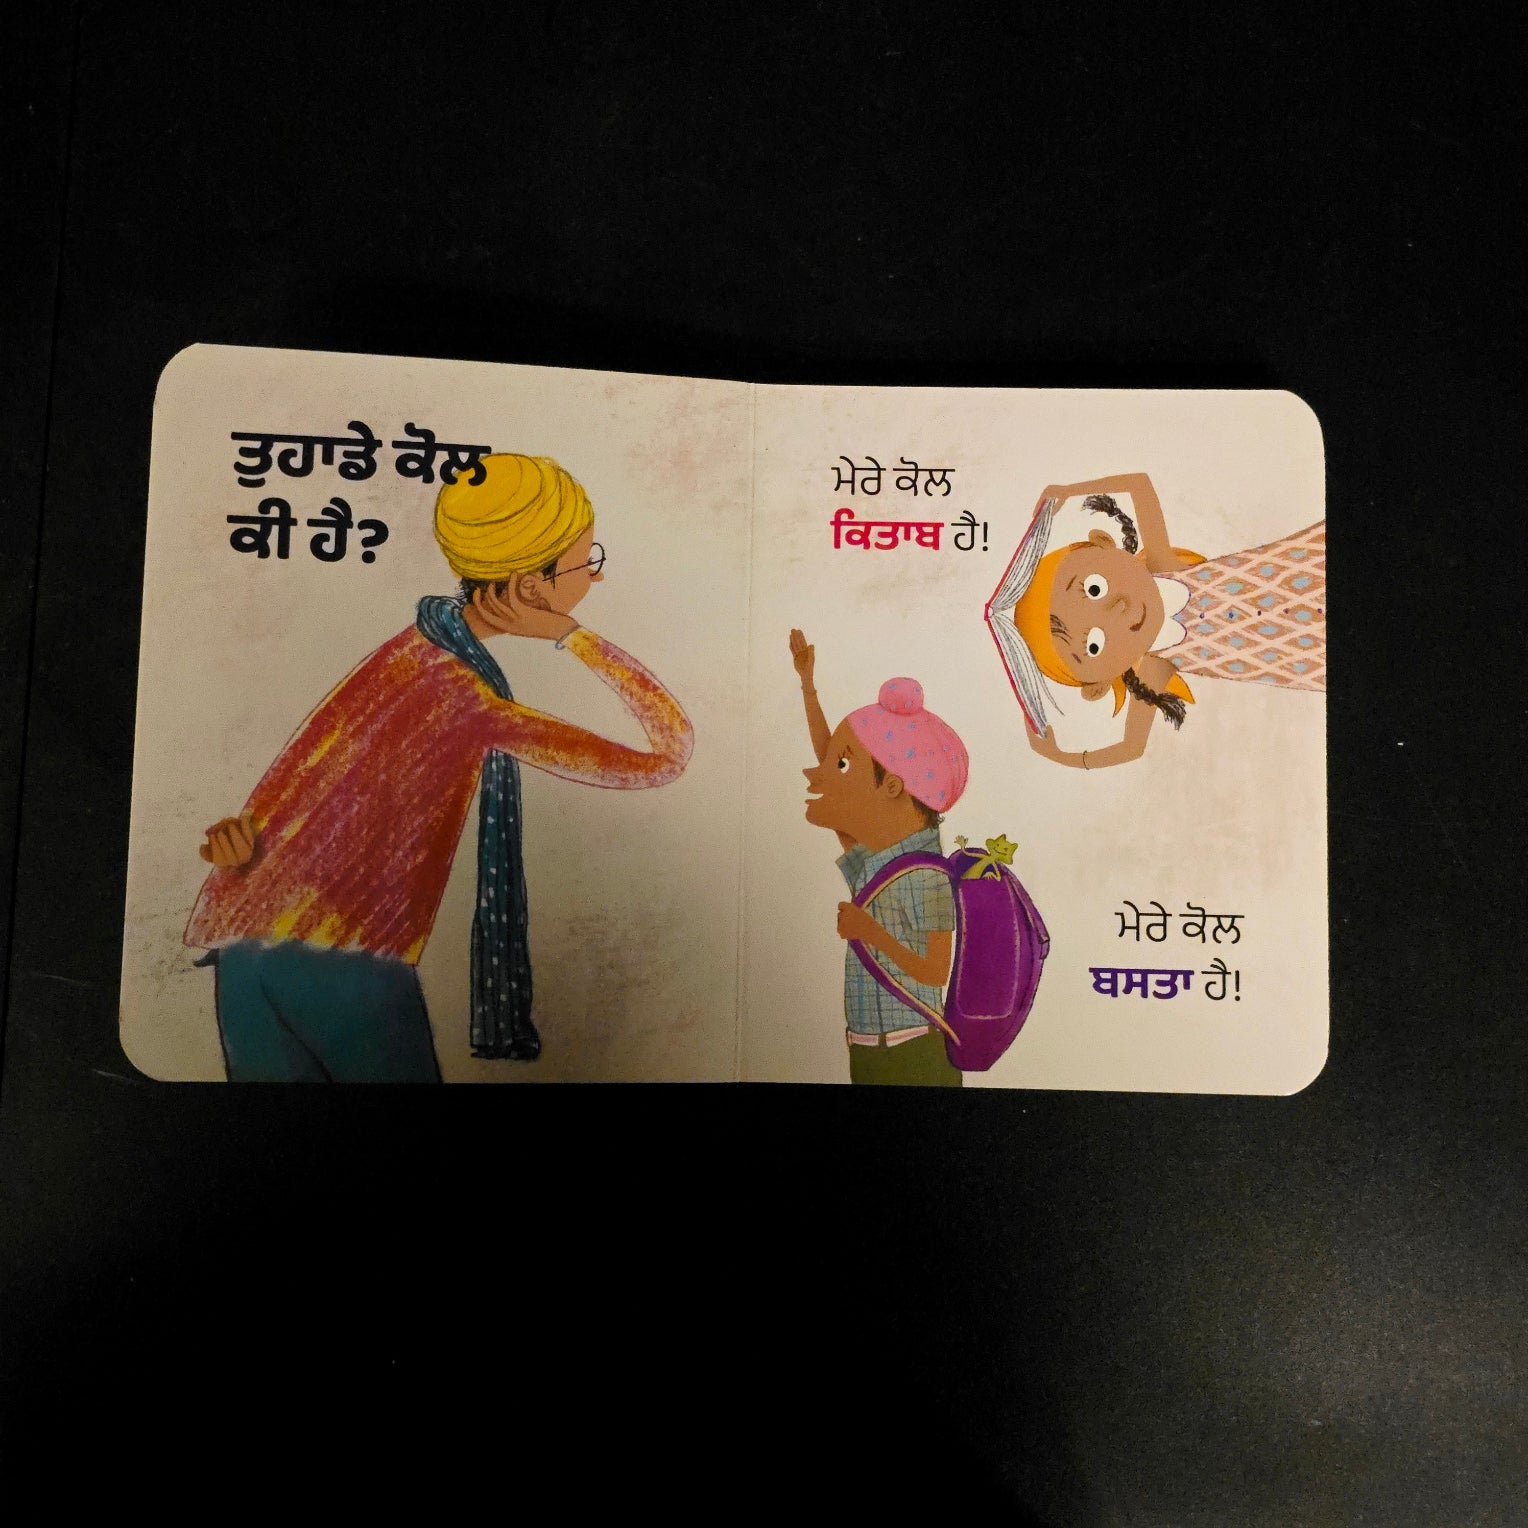 ਤੁਹਾਡੇ ਕੋਲ
ਕੀ ਹੈ?
ਮੇਰੇ ਕੋਲ
ਕਿਤਾਬ ਹੈ!
ਮੇਰੇ ਕੋਲ
ਬਸਤਾ ਹੈ!